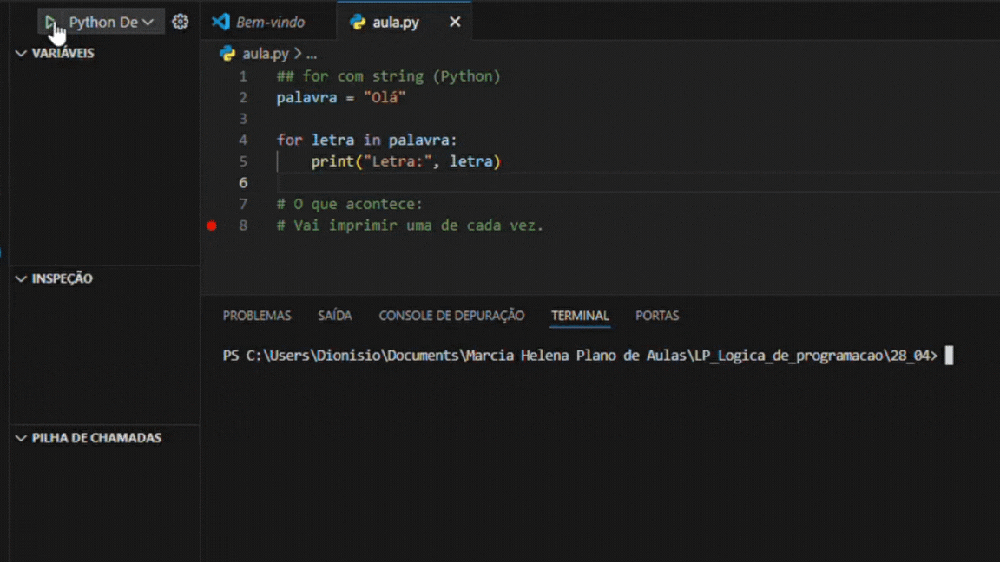 Python De
Bem-vindo
aula.py
VARIÁVEIS
aula.py > ...
1 ## for com string (Python)
2 palavra = "Olá"
3
4 for letra in palavra:
5 print("Letra:", letra)
6
7 # O que acontece:
8 # Vai imprimir uma de cada vez.
INSPEÇÃO
PROBLEMAS SAÍDA CONSOLE DE DEPURAÇÃO TERMINAL PORTAS
PS C:\Users\Dionisio\Documents\Marcia Helena Plano de Aulas\LP_Logica_de_programacao\28_04>
PILHA DE CHAMADAS